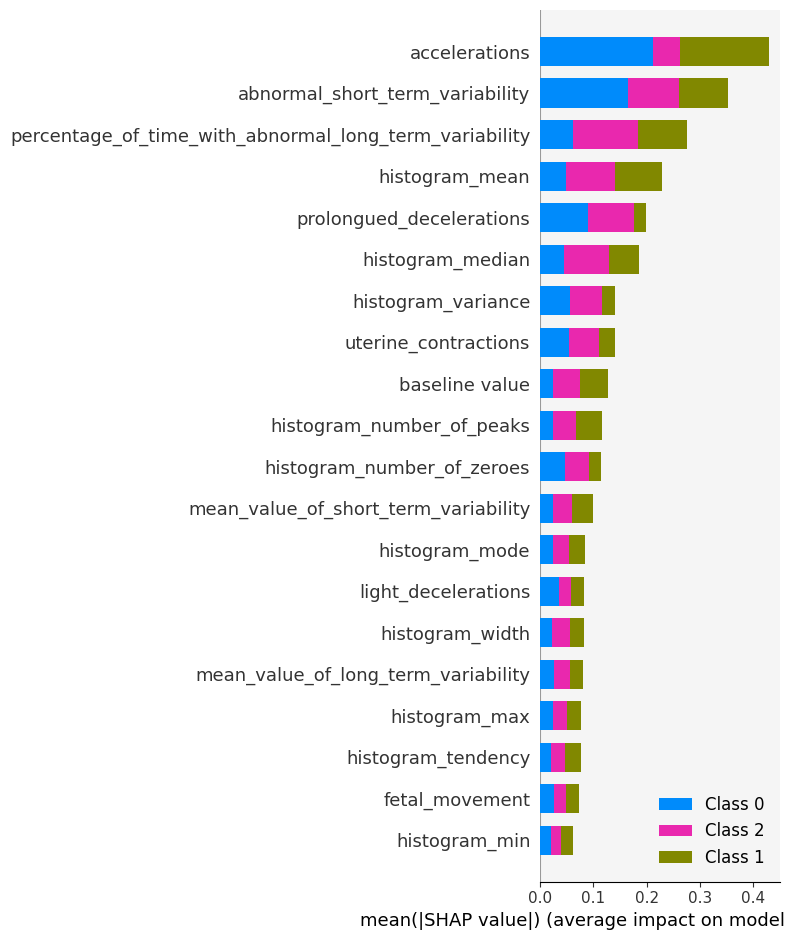 accelerations
abnormal_short_term_variability
percentage_of_time_with_abnormal_long_term_variability
histogram_mean
prolongued_decelerations
histogram_median
histogram_variance
uterine_contractions
baseline value
histogram_number_of_peaks
histogram_number_of_zeroes
mean_value_of_short_term_variability
histogram_mode
light_decelerations
histogram_width
mean_value_of_long_term_variability
histogram_max
histogram_tendency
fetal_movement
histogram_min
Class 0
Class 2
Class 1
0.0 0.1 0.2 0.3 0.4
mean(|SHAP value|) (average impact on model